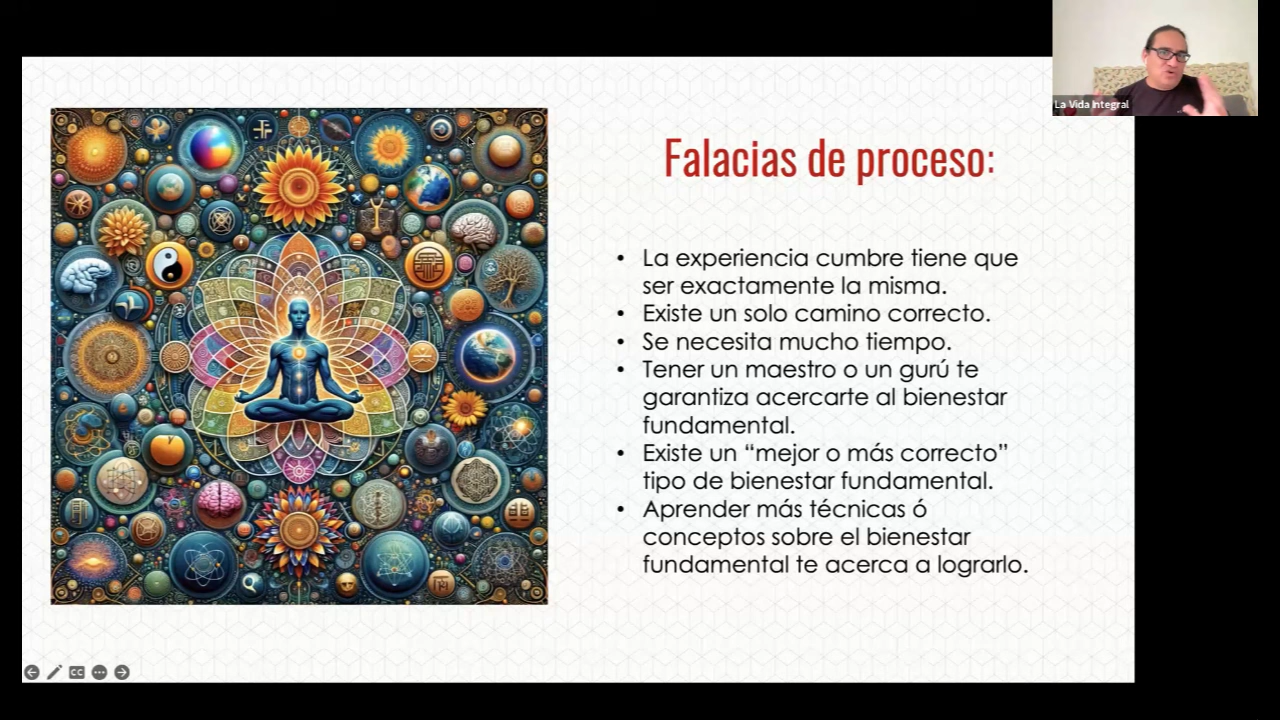 La Vida Integral
Falacias de proceso:
• La experiencia cumbre tiene que
ser exactamente la misma.
• Existe un solo camino correcto.
• Se necesita mucho tiempo.
• Tener un maestro o un gurú te
garantiza acercarte al bienestar
fundamental.
• Existe un “mejor o más correcto”
tipo de bienestar fundamental.
• Aprender más técnicas ó
conceptos sobre el bienestar
fundamental te acerca a lograrlo.
CC